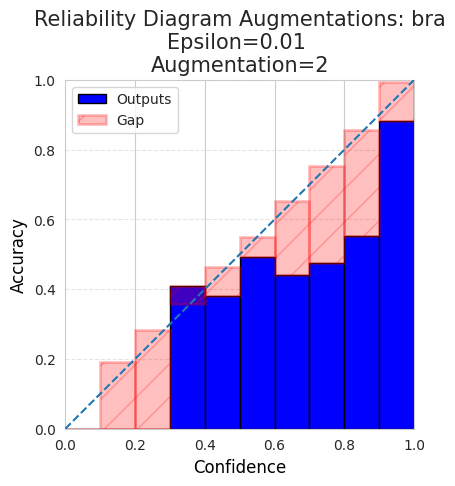 Reliability Diagram Augmentations: bra
Epsilon=0.01
Augmentation=2
Outputs
Gap
1.0
0.8
0.6
0.4
0.2
0.0
Accuracy
0.0 0.2 0.4 0.6 0.8 1.0
Confidence